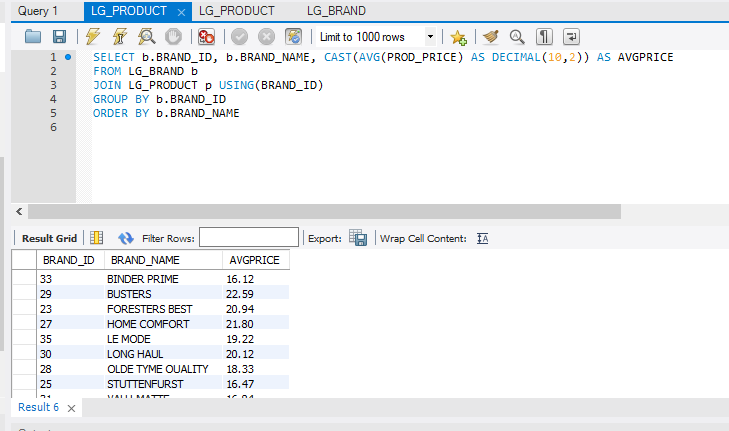 Query 1 LG_PRODUCT LG_PRODUCT LG_BRAND
Limit to 1000 rows
1 SELECT b.BRAND_ID, b.BRAND_NAME, CAST(AVG(PROD_PRICE) AS DECIMAL(10,2)) AS AVGPRICE
2 FROM LG_BRAND b
3 JOIN LG_PRODUCT p USING(BRAND_ID)
4 GROUP BY b.BRAND_ID
5 ORDER BY b.BRAND_NAME
6
Result Grid Filter Rows: Export: Wrap Cell Content:
BRAND_ID BRAND_NAME AVGPRICE
33 BINDER PRIME 16.12
29 BUSTERS 22.59
23 FORESTERS BEST 20.94
27 HOME COMFORT 21.80
35 LE MODE 19.22
30 LONG HAUL 20.12
28 OLDE TYME QUALITY 18.33
25 STUTTENFURST 16.47
Result 6